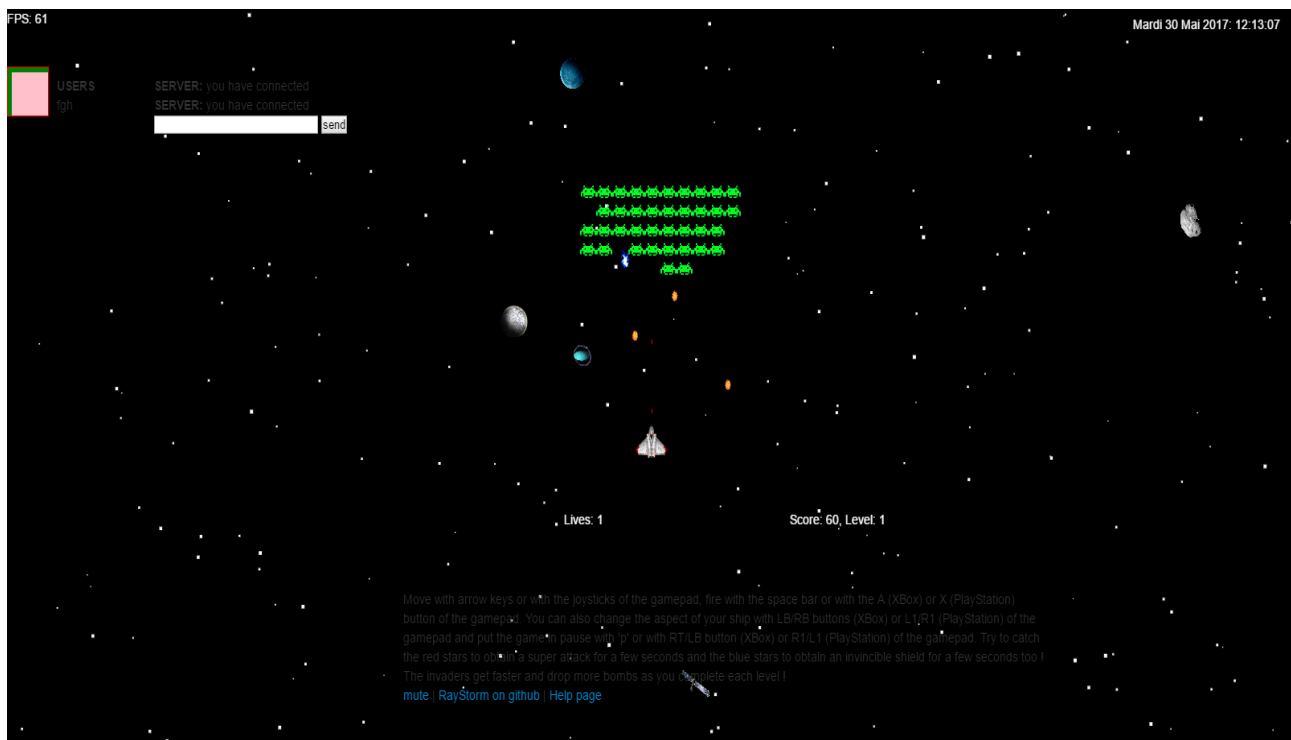 FPS: 61
Mardi 30 Mai 2017: 12:13:07
USERS
fgh
SERVER: you have connected
SERVER: you have connected
send
Lives: 1
Score: 60, Level: 1
Move with arrow keys or with the joysticks of the gamepad, fire with the space bar or with the A (XBox) or X (PlayStation)
button of the gamepad. You can also change the aspect of your ship with LB/RB buttons (XBox) or L1/R1 (PlayStation) of the
gamepad and put the game in pause with 'p' or with RT/LB button (XBox) or R1/L1 (PlayStation) of the gamepad. Try to catch
the red stars to obtain a super attack for a few seconds and the blue stars to obtain an invincible shield for a few seconds too !
The invaders get faster and drop more bombs as you complete each level !
mute | RayStorm on github | Help page